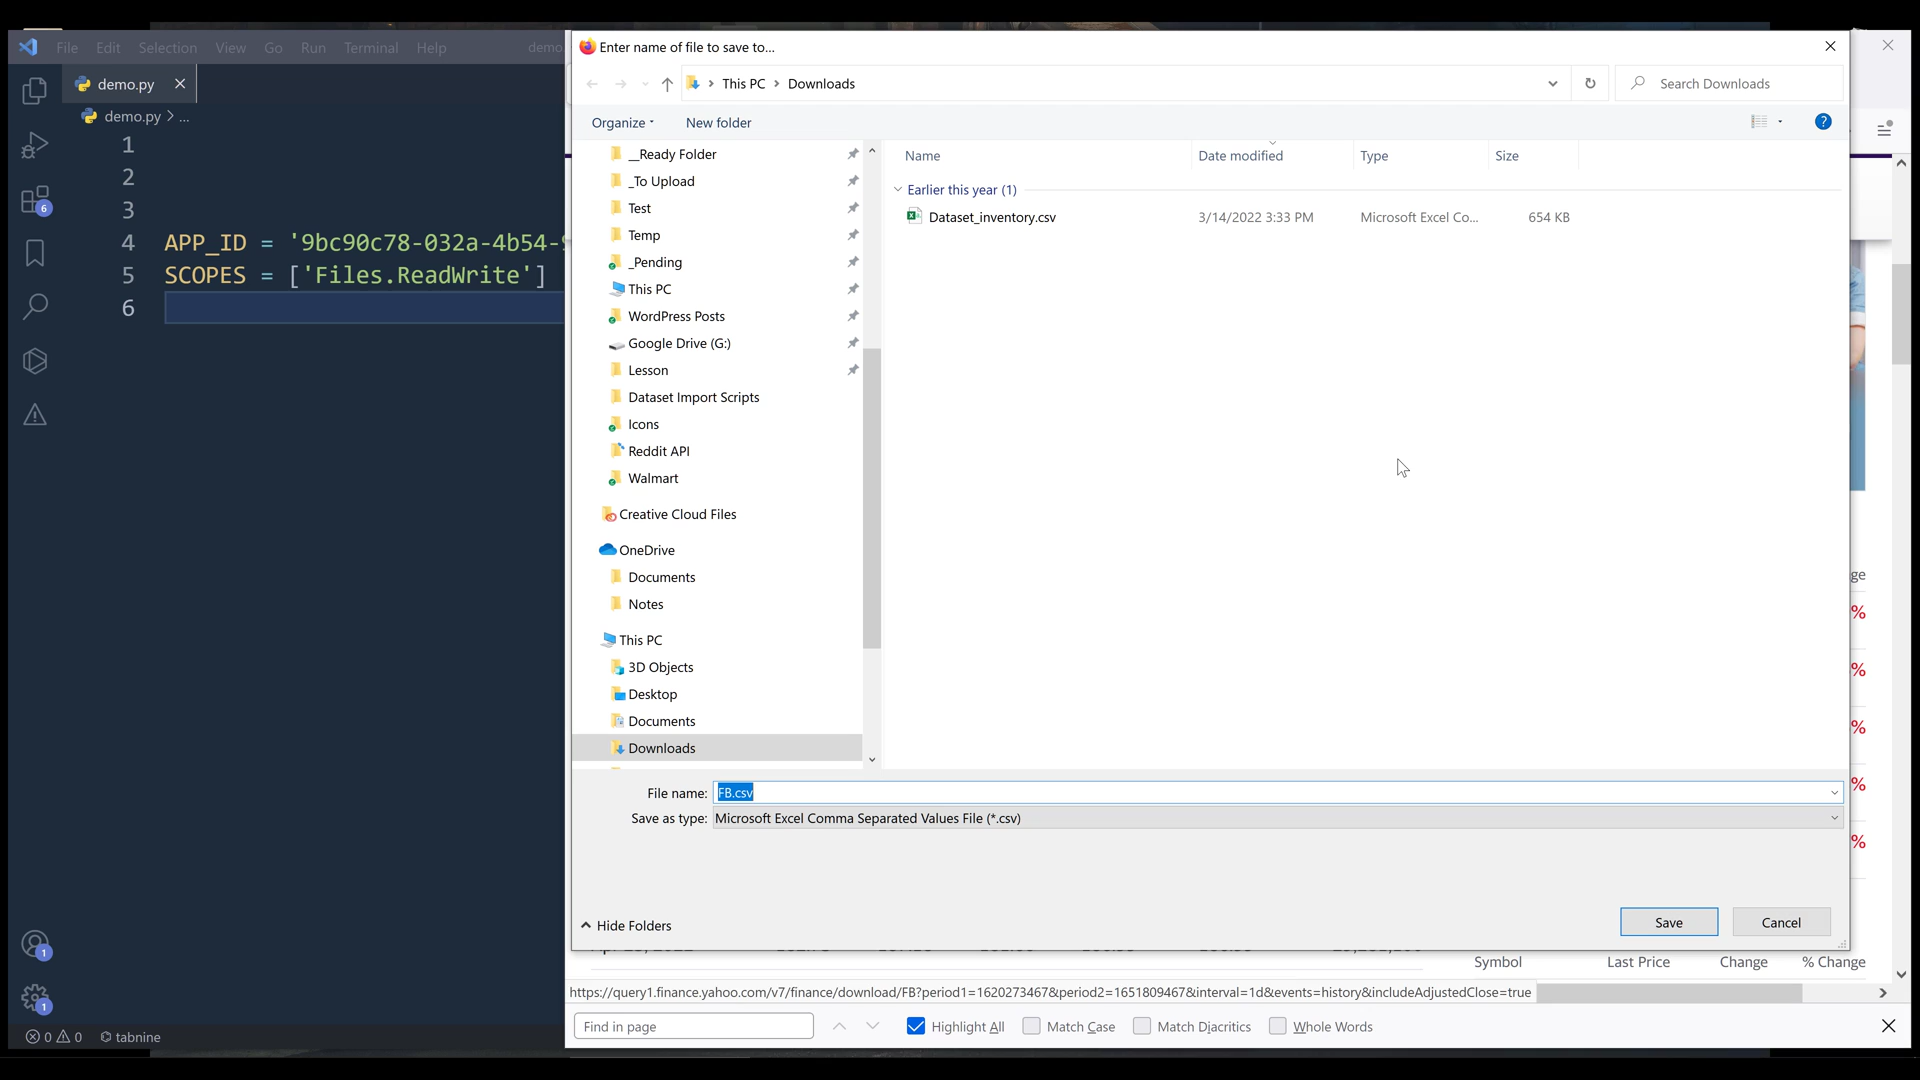 File Edit Selection View Go Run Terminal Help demo.
demo.py
demo.py > ...
1
2
3
4 APP_ID = '9bc90c78-032a-4b54-
5 SCOPES = ['Files.ReadWrite']
6
6
1
1
0 0 tabnine
Enter name of file to save to...
This PC > Downloads
Search Downloads
Organize New folder
__Ready Folder
_To Upload
Test
Temp
_Pending
This PC
WordPress Posts
Google Drive (G:)
Lesson
Dataset Import Scripts
Icons
Reddit API
Walmart
Creative Cloud Files
OneDrive
Documents
Notes
This PC
3D Objects
Desktop
Documents
Downloads
Name Date modified Type Size
Earlier this year (1)
Dataset_inventory.csv 3/14/2022 3:33 PM Microsoft Excel Co... 654 KB
File name: FB.csv
Save as type: Microsoft Excel Comma Separated Values File (*.csv)
Hide Folders
Save Cancel
ge
%
%
%
%
%
Symbol Last Price Change % Change
https://query1.finance.yahoo.com/v7/finance/download/FB?period1=1620273467&period2=1651809467&interval=1d&events=history&includeAdjustedClose=true
Find in page Highlight All Match Case Match Diacritics Whole Words